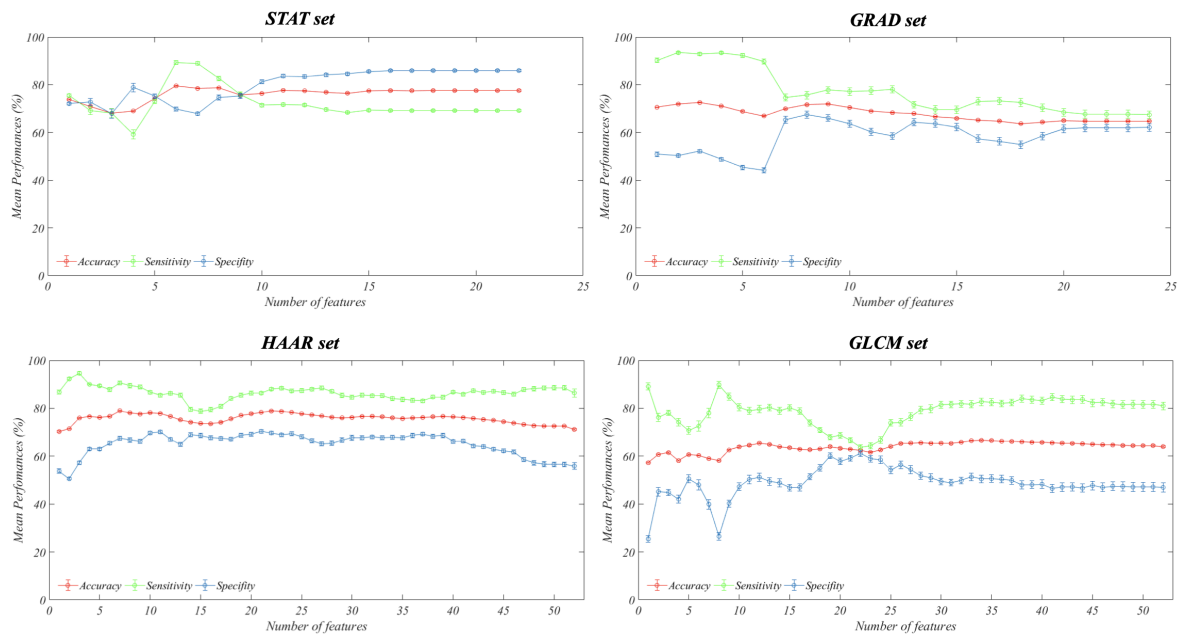 STAT set
100
80
60
40
20
0
Mean Perfomances (%)
Accuracy Sensitivity Specifity
0 5 10 15 20 25
Number of features
GRAD set
100
80
60
40
20
0
Mean Perfomances (%)
Accuracy Sensitivity Specifity
0 5 10 15 20 25
Number of features
HAAR set
100
80
60
40
20
0
Mean Perfomances (%)
Accuracy Sensitivity Specifity
0 5 10 15 20 25 30 35 40 45 50
Number of features
GLCM set
100
80
60
40
20
0
Mean Perfomances (%)
Accuracy Sensitivity Specifity
0 5 10 15 20 25 30 35 40 45 50
Number of features